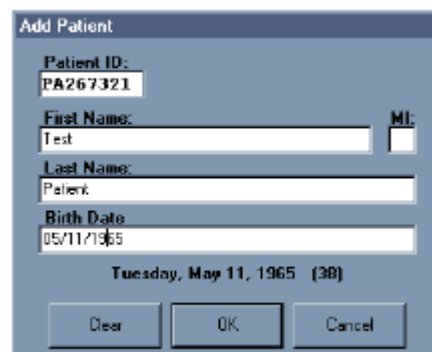 Add Patient
Patient ID:
PA267321
First Name: MI:
Test
Last Name:
Patient
Birth Date
05/11/1965
Tuesday, May 11, 1965 (38)
Clear OK Cancel